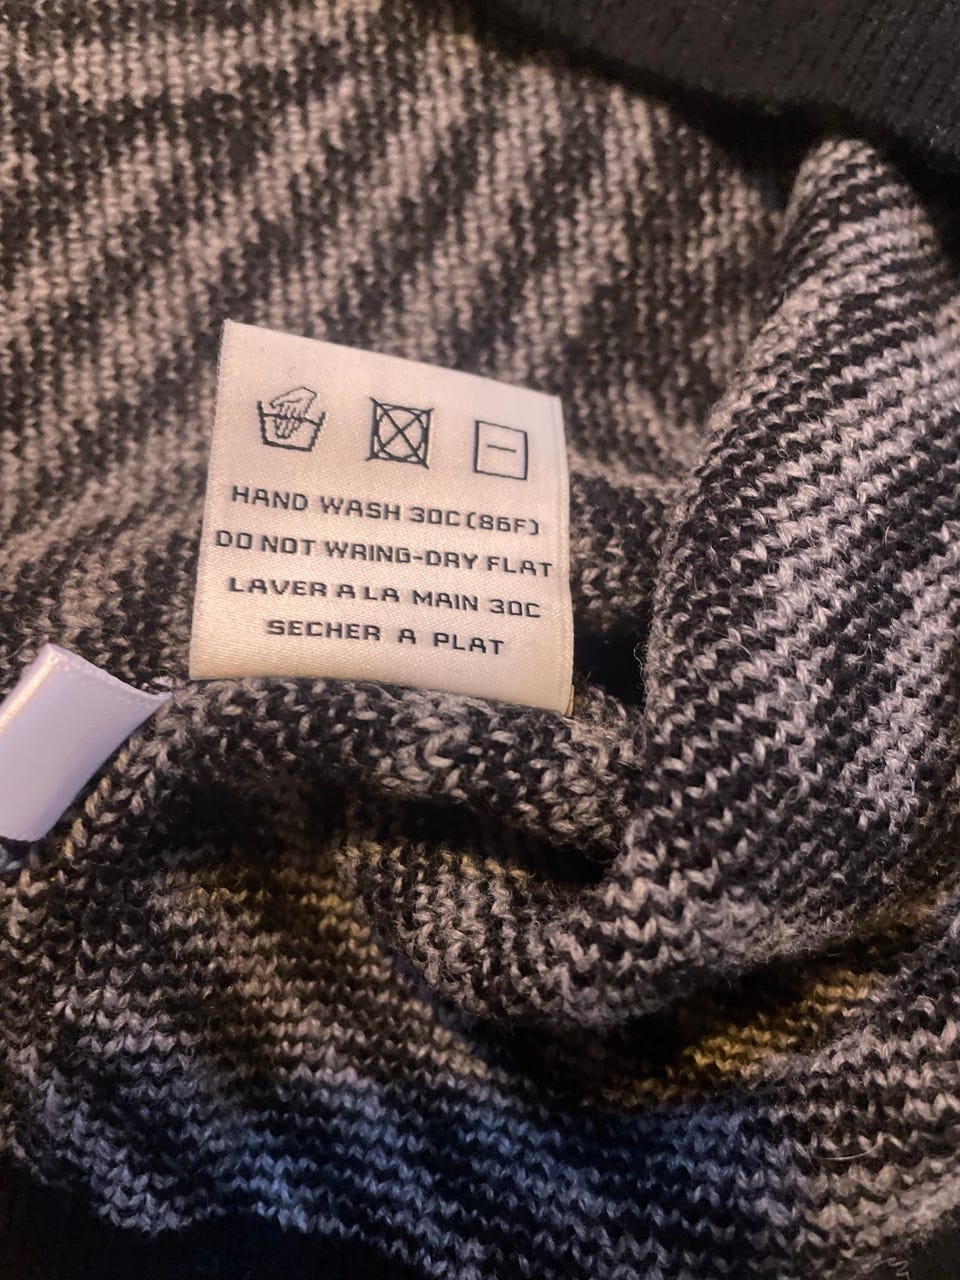 HAND WASH 30C(86F)
DO NOT WRING-DRY FLAT
LAVER A LA MAIN 30C
SECHER A PLAT